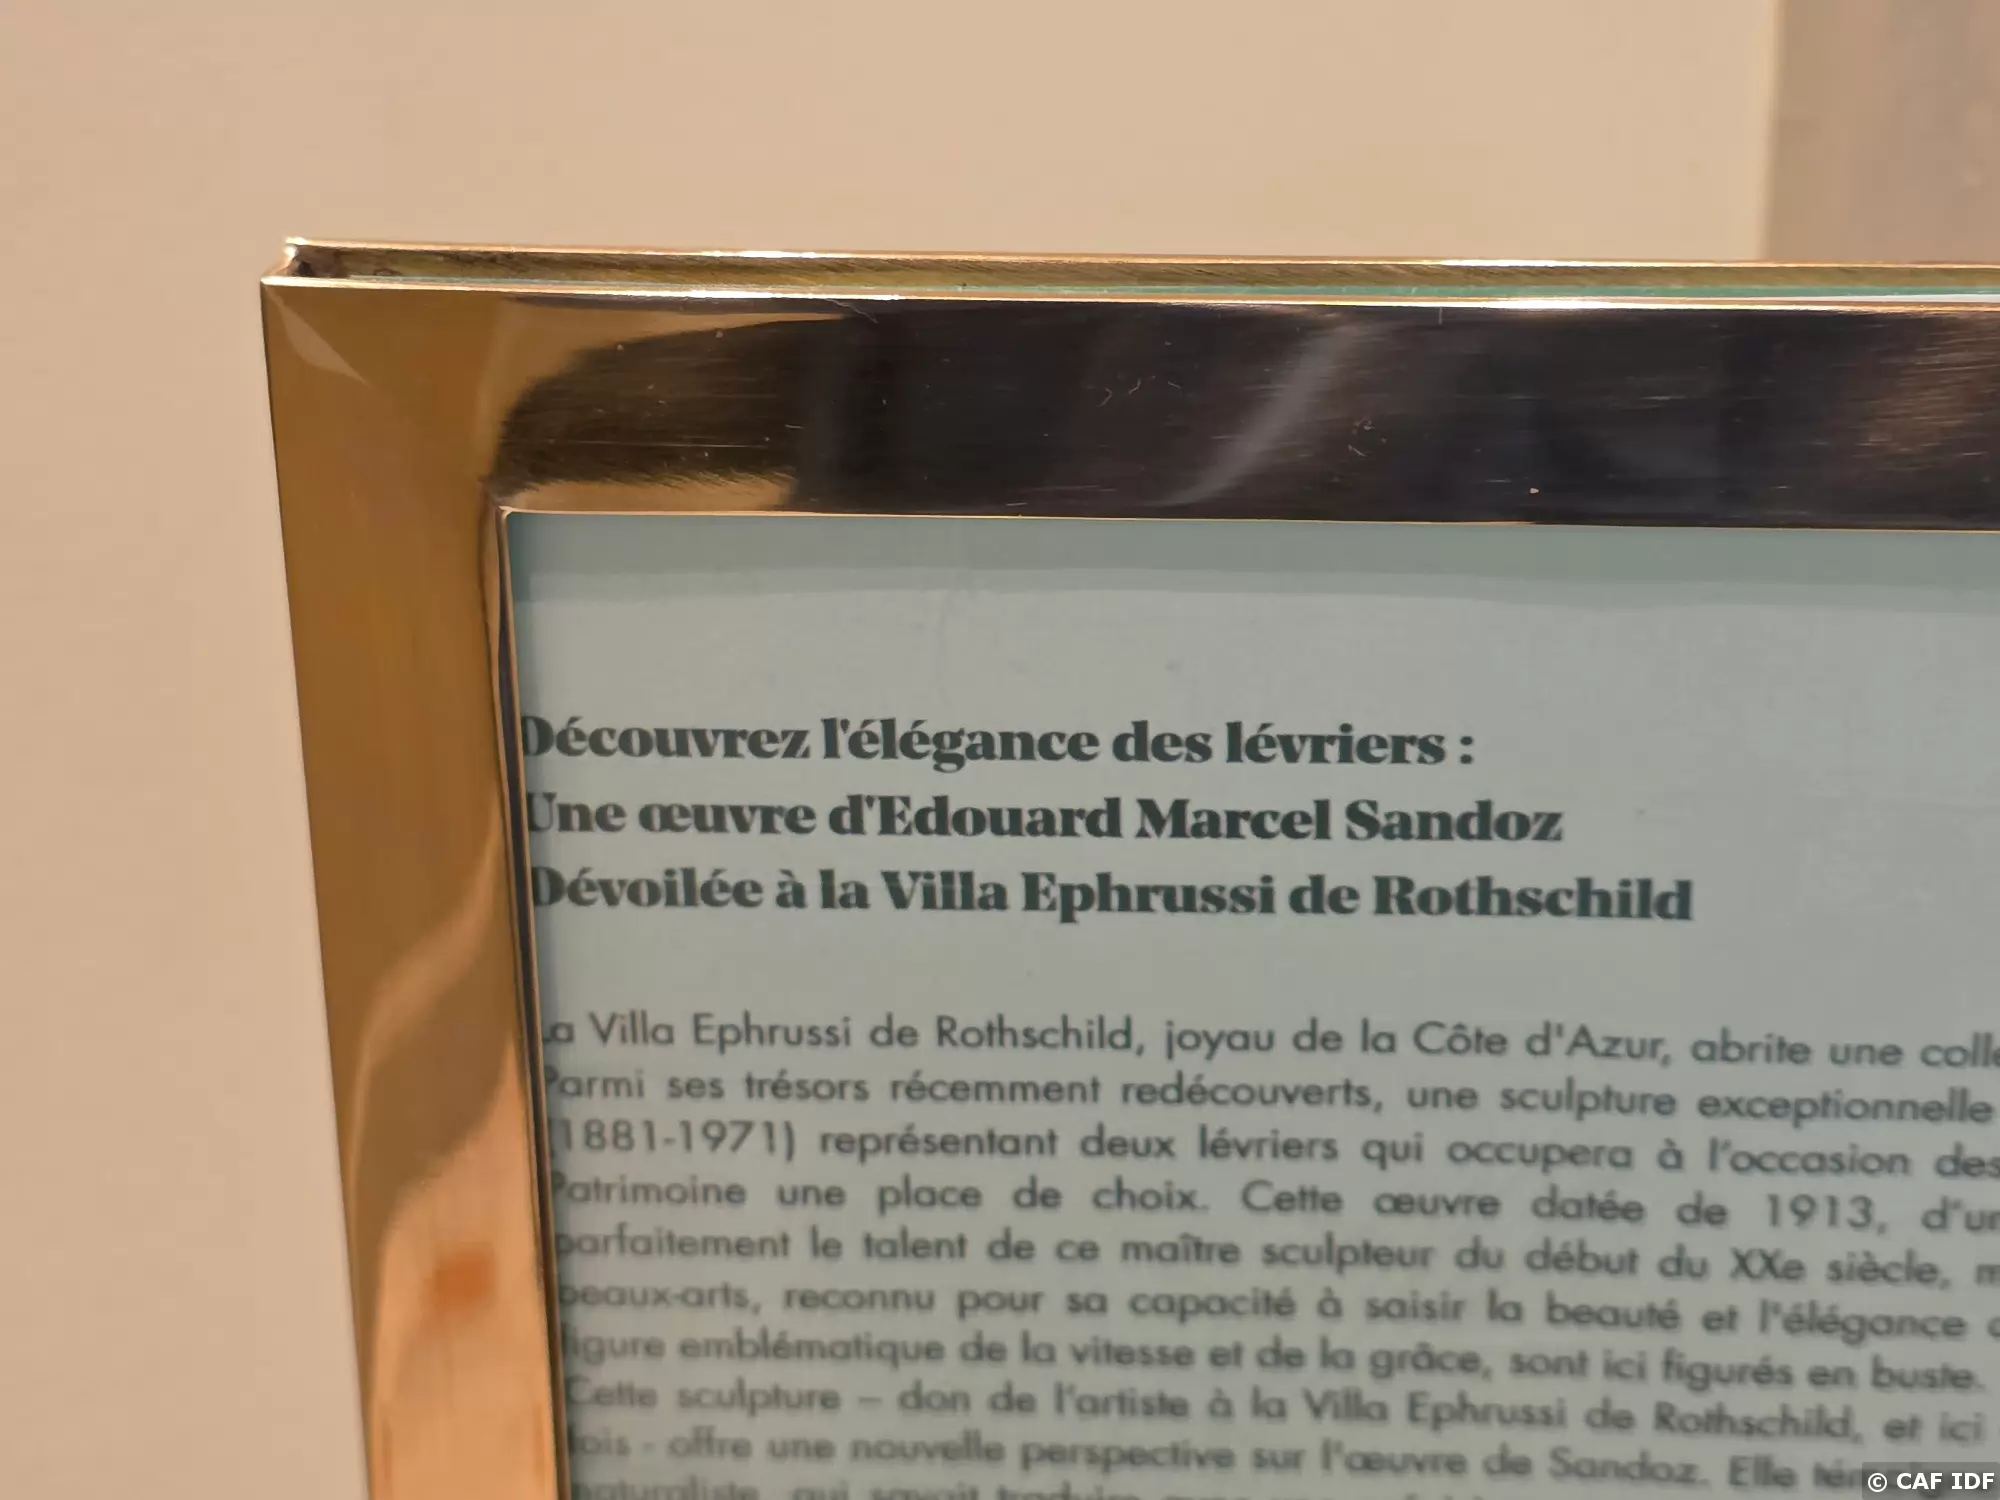 Découvrez l'élégance des lévriers :
Une œuvre d'Edouard Marcel Sandoz
Dévoilée à la Villa Ephrussi de Rothschild
La Villa Ephrussi de Rothschild, joyau de la Côte d'Azur, abrite une colle
Parmi ses trésors récemment redécouverts, une sculpture exceptionnelle
(1881-1971) représentant deux lévriers qui occupera à l'occasion des
Patrimoine une place de choix. Cette œuvre datée de 1913, d'un
parfaitement le talent de ce maître sculpteur du début du XXe siècle,
beaux-arts, reconnu pour sa capacité à saisir la beauté et l'élégance
figure emblématique de la vitesse et de la grâce, sont ici figurés en buste.
Cette sculpture – don de l'artiste à la Villa Ephrussi de Rothschild, et ici
fois - offre une nouvelle perspective sur l'œuvre de Sandoz. Elle
naturaliste qui savait traduire
© CAF IDF